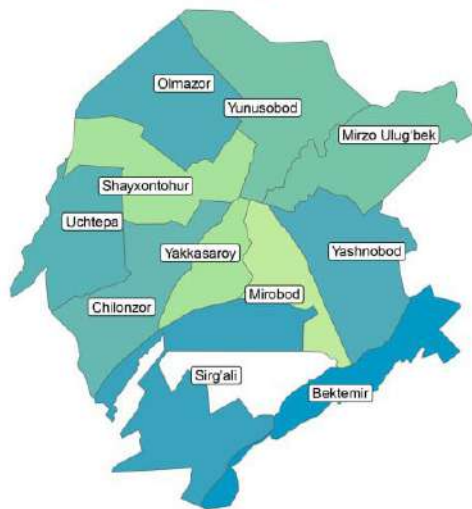 Olmazor
Yunusobod
Mirzo Ulug'bek
Shayxontohur
Uchtepa
Yakkasaroy
Yashnobod
Chilonzor
Mirobod
Sirg'ali
Bektemir